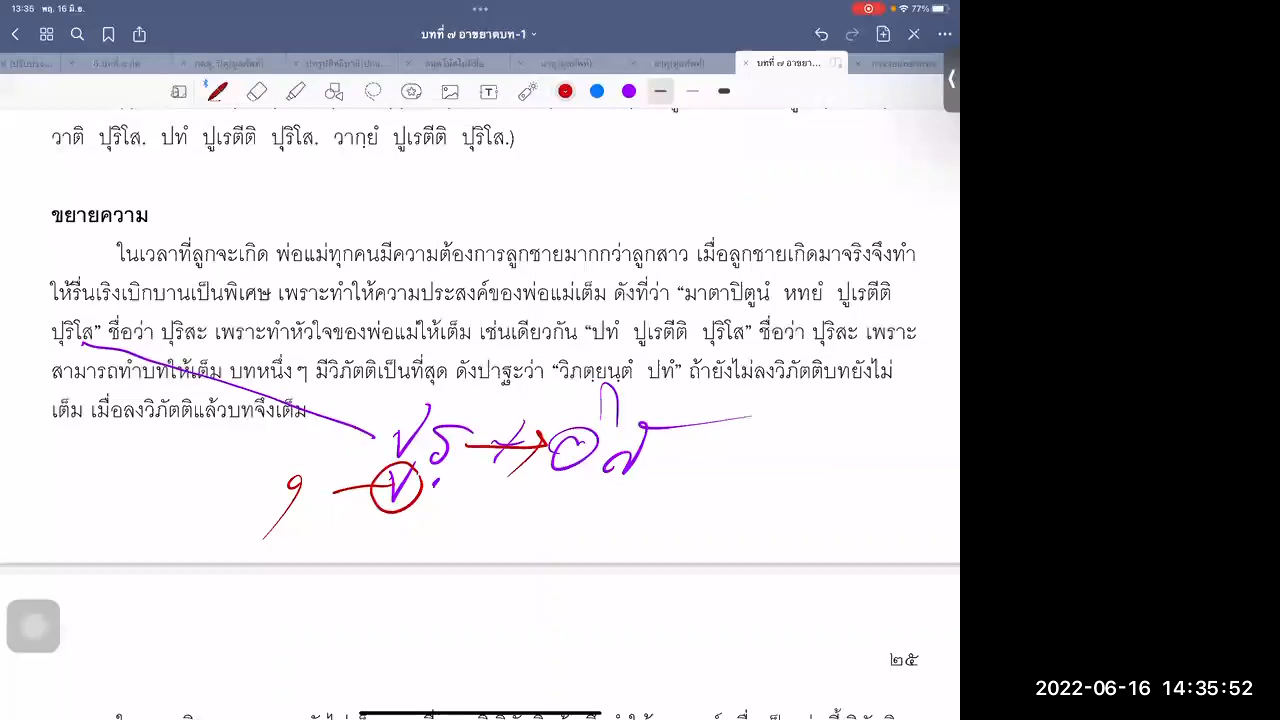 13:35 พฤ. 16 มิ.ย.
77%
บทที่ ๗ อาขยาตบท-1
บทที่ ๗ อาขยา...
วาติ ปุริโส. ปทํ ปูเรตีติ ปุริโส. วากฺยํ ปูเรตีติ ปุริโส.)
ขยายความ
ในเวลาที่ลูกจะเกิด พ่อแม่ทุกคนมีความต้องการลูกชายมากกว่าลูกสาว เมื่อลูกชายเกิดมาจริงจึงทำ
ให้รื่นเริงเบิกบานเป็นพิเศษ เพราะทำให้ความประสงค์ของพ่อแม่เต็ม ดังที่ว่า “มาตาปิตูนํ หทยํ ปูเรตีติ
ปุริโส” ชื่อว่า ปุริสะ เพราะทำหัวใจของพ่อแม่ให้เต็ม เช่นเดียวกัน “ปทํ ปูเรตีติ ปุริโส” ชื่อว่า ปุริสะ เพราะ
สามารถทำบทให้เต็ม บทหนึ่งๆ มีวิภัตติเป็นที่สุด ดังปาฐะว่า “วิภตฺยนฺตํ ปทํ” ถ้ายังไม่ลงวิภัตติบทยังไม่
เต็ม เมื่อลงวิภัตติแล้วบทจึงเต็ม
๒๕
2022-06-16 14:35:52